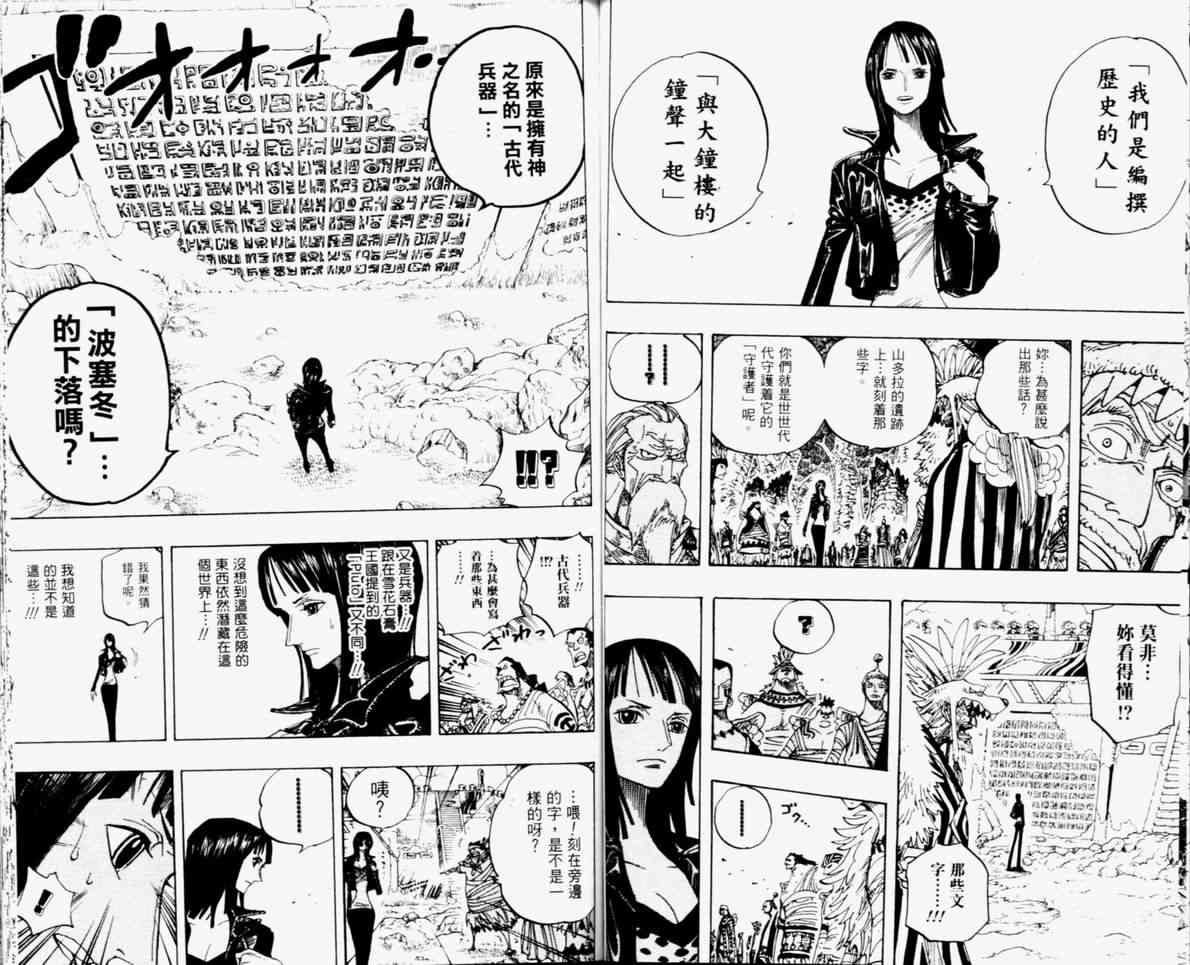 「我們是編撰
歷史的人」
「與大鐘樓的
鐘聲一起」
妳…為甚麼說
出那些話?
山多拉的遺跡
上…就刻着那
些字。
你們就是世世代
代守護着它的
「守護者」呢。
………?
莫非…
妳看得懂!?
那些文
字……!!!
?
ゴク…
…………
ゴオオオ…
原來是擁有神
之名的「古代
兵器」…
「波塞冬」…
的下落嗎?
!!?
……!!
古代兵器
!!?
…為甚麼會寫
着那些東西
……!!
ざわっ
又是兵器…!!!
跟在雪花石膏
王國提到的
「Pluto」又不同…!!
沒想到這麼危險的
東西依然潛藏在這
個世界上…!!
我果然猜
錯了呢。
我想知道
的並不是
這些…!!
…喂!刻在旁邊
的字,是不是一
樣的呀?
咦?
…………
!!